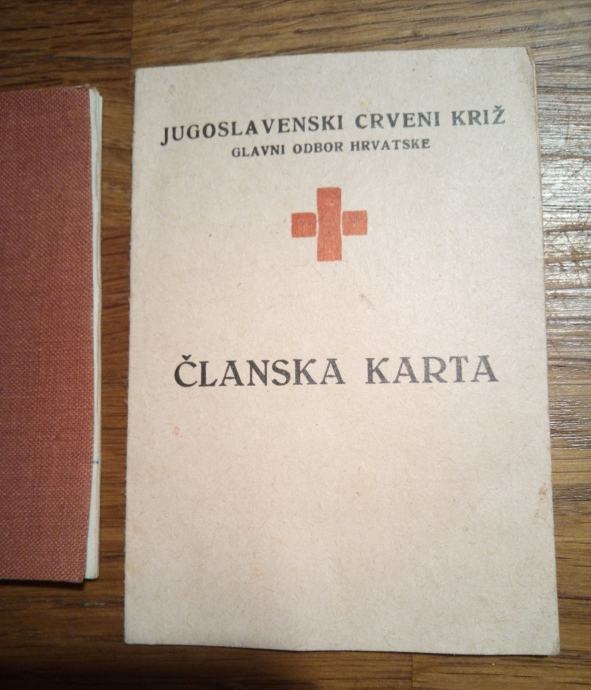 JUGOSLAVENSKI CRVENI KRIŽ
GLAVNI ODBOR HRVATSKE
ČLANSKA KARTA